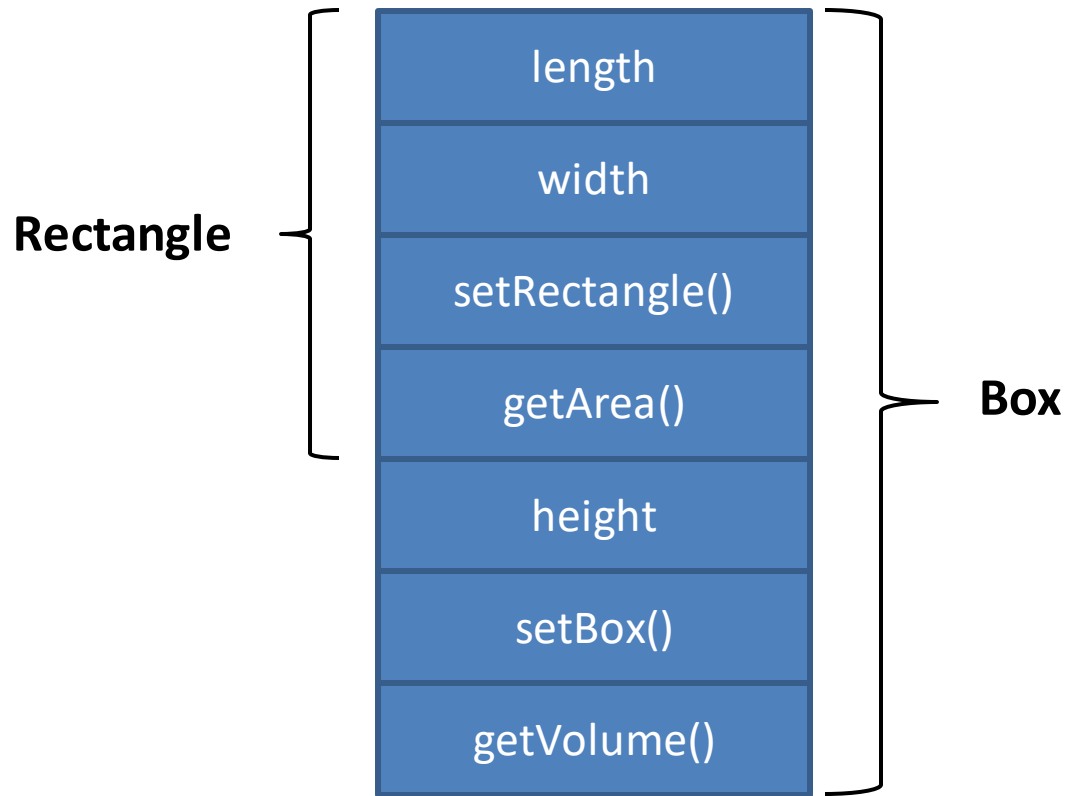 length
width
Rectangle
setRectangle()
getArea()
Box
height
setBox()
getVolume()